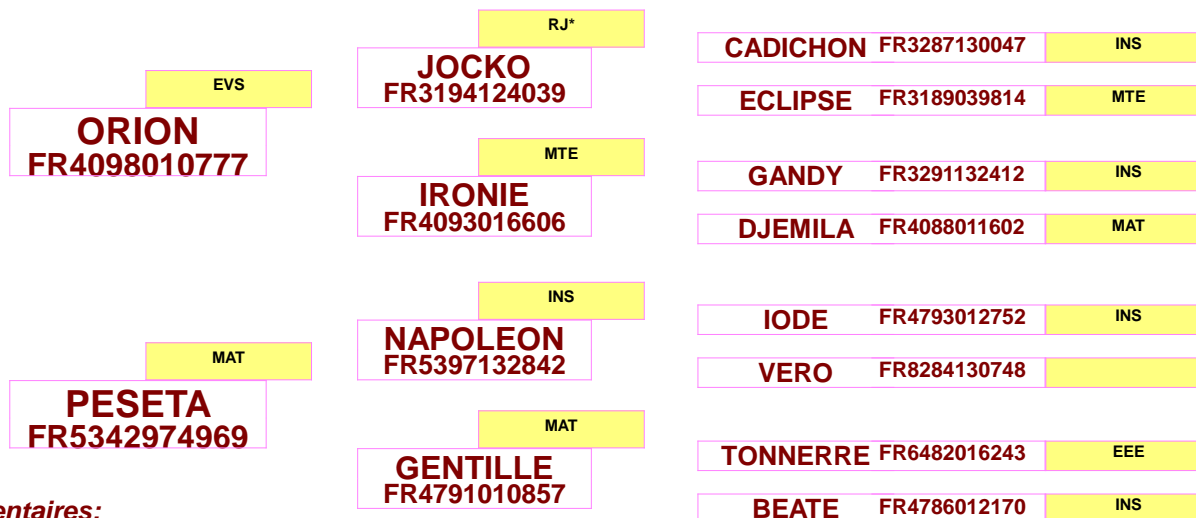 RJ*
JOCKO
FR3194124039
CADICHON FR3287130047 INS
EVS
ECLIPSE FR3189039814 MTE
ORION
FR4098010777
MTE
IRONIE
FR4093016606
GANDY FR3291132412 INS
DJEMILA FR4088011602 MAT
INS
NAPOLEON
FR5397132842
IODE FR4793012752 INS
MAT
VERO FR8284130748
PESETA
FR5342974969
MAT
GENTILLE
FR4791010857
TONNERRE FR6482016243 EEE
BEATE FR4786012170 INS
entaires: